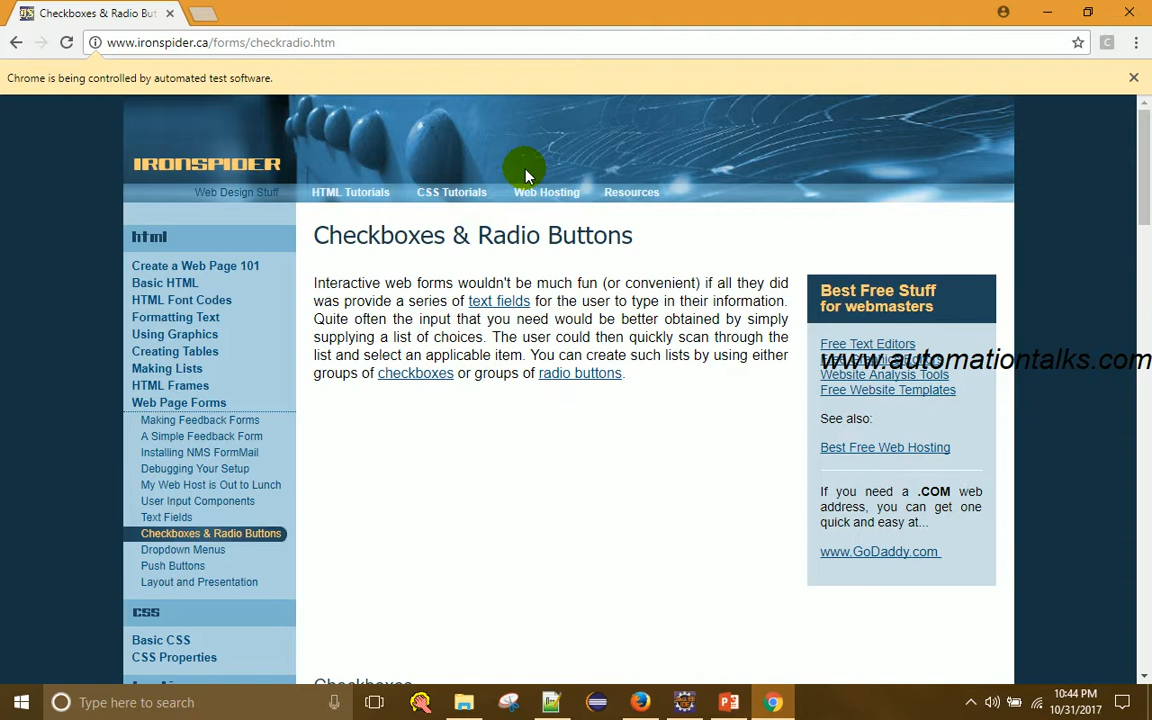 Checkboxes & Radio But
www.ironspider.ca/forms/checkradio.htm
C
Chrome is being controlled by automated test software.
IRONSPIDER
Web Design Stuff
HTML Tutorials
CSS Tutorials
Web Hosting
Resources
html
Create a Web Page 101
Basic HTML
HTML Font Codes
Formatting Text
Using Graphics
Creating Tables
Making Lists
HTML Frames
Web Page Forms
Making Feedback Forms
A Simple Feedback Form
Installing NMS FormMail
Debugging Your Setup
My Web Host is Out to Lunch
User Input Components
Text Fields
Checkboxes & Radio Buttons
Dropdown Menus
Push Buttons
Layout and Presentation
css
Basic CSS
CSS Properties
Checkboxes & Radio Buttons
Interactive web forms wouldn't be much fun (or convenient) if all they did
was provide a series of text fields for the user to type in their information.
Quite often the input that you need would be better obtained by simply
supplying a list of choices. The user could then quickly scan through the
list and select an applicable item. You can create such lists by using either
groups of checkboxes or groups of radio buttons.
Checkboxes
Best Free Stuff
for webmasters
Free Text Editors
Free Graphic Editors
www.automationtalks.com
Website Analysis Tools
Free Website Templates
See also:
Best Free Web Hosting
If you need a .COM web
address, you can get one
quick and easy at...
www.GoDaddy.com
Type here to search
10:44 PM
10/31/2017